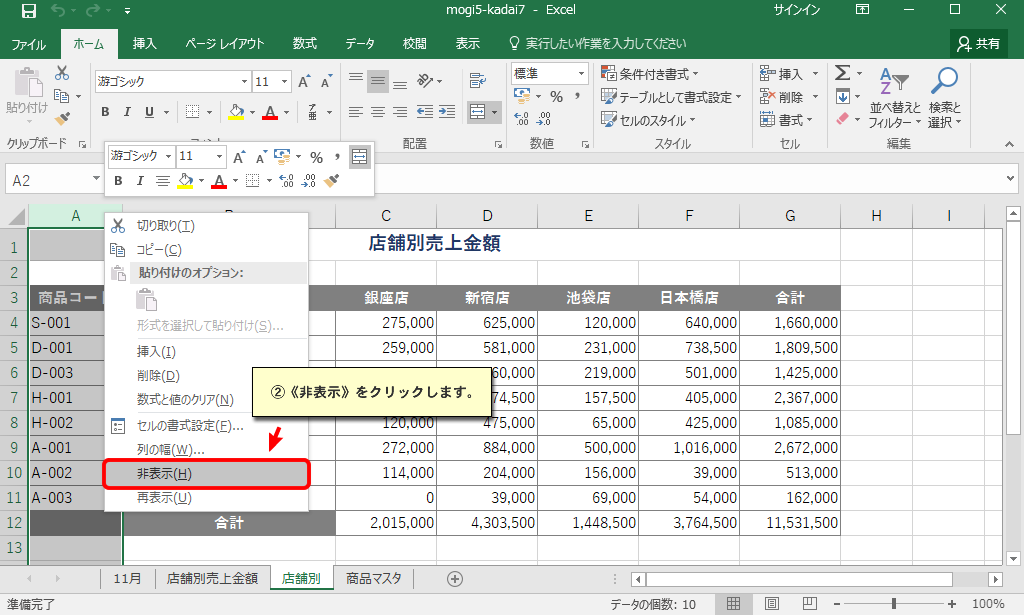 mogi5-kadai7 - Excel
サインイン
ファイル ホーム 挿入 ページ レイアウト 数式 データ 校閲 表示 実行したい作業を入力してください 共有
貼り付け
游ゴシック 11
B I U
標準
% ,
条件付き書式
テーブルとして書式設定
セルのスタイル
挿入
削除
書式
Σ
並べ替えと
フィルター
検索と
選択
クリップボード 配置 数値 スタイル セル 編集
游ゴシック 11 A A % ,
B I A
A2
A C D E F G H I
1 店舗別売上金額
2
3 商品コー 銀座店 新宿店 池袋店 日本橋店 合計
4 S-001 275,000 625,000 120,000 640,000 1,660,000
5 D-001 259,000 581,000 231,000 738,500 1,809,500
6 D-003 60,000 219,000 501,000 1,425,000
7 H-001 74,500 157,500 405,000 2,367,000
8 H-002 120,000 475,000 65,000 425,000 1,085,000
9 A-001 272,000 884,000 500,000 1,016,000 2,672,000
10 A-002 114,000 204,000 156,000 39,000 513,000
11 A-003 0 39,000 69,000 54,000 162,000
12 合計 2,015,000 4,303,500 1,448,500 3,764,500 11,531,500
13
切り取り(T)
コピー(C)
貼り付けのオプション:
形式を選択して貼り付け(S)...
挿入(I)
削除(D)
数式と値のクリア(N)
セルの書式設定(F)...
列の幅(W)...
非表示(H)
再表示(U)
②《非表示》をクリックします。
11月 店舗別売上金額 店舗別 商品マスタ
準備完了 データの個数: 10 100%